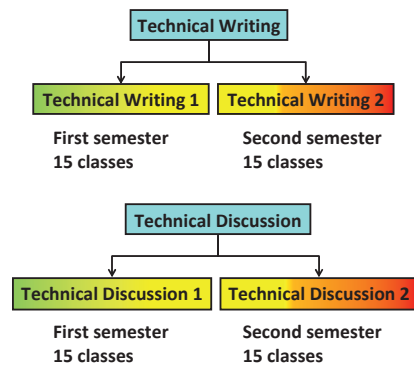 Technical Writing
Technical Writing 1
Technical Writing 2
First semester
15 classes
Second semester
15 classes
Technical Discussion
Technical Discussion 1
Technical Discussion 2
First semester
15 classes
Second semester
15 classes